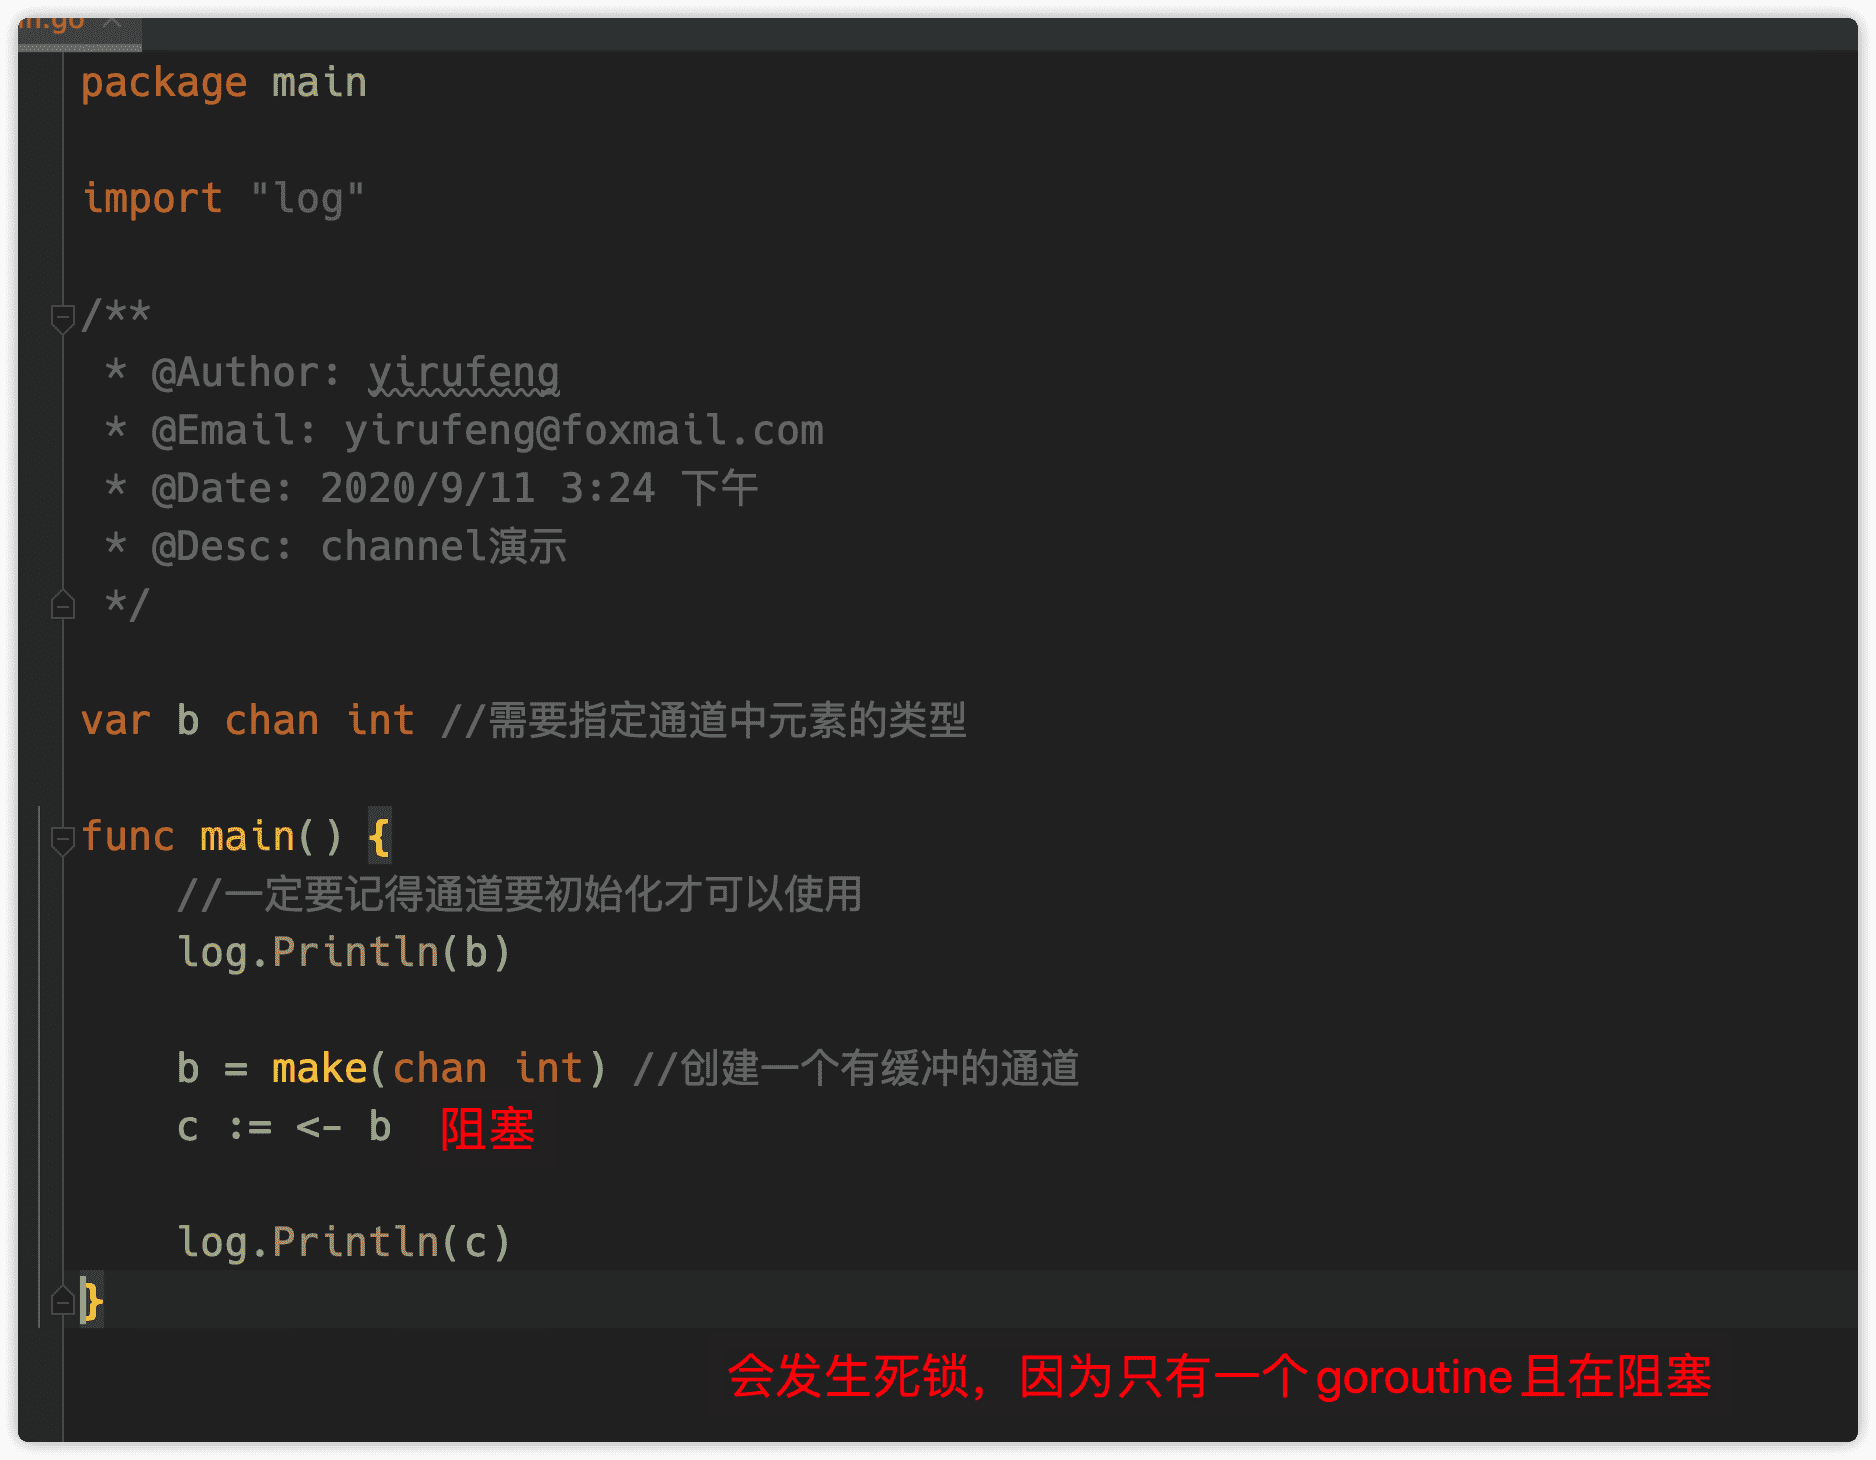 package main
import "log"
/**
* @Author: yirufeng
* @Email: yirufeng@foxmail.com
* @Date: 2020/9/11 3:24 下午
* @Desc: channel演示
*/
var b chan int //需要指定通道中元素的类型
func main() {
//一定要记得通道要初始化才可以使用
log.Println(b)
b = make(chan int) //创建一个有缓冲的通道
c := <- b 阻塞
log.Println(c)
}
会发生死锁，因为只有一个goroutine且在阻塞